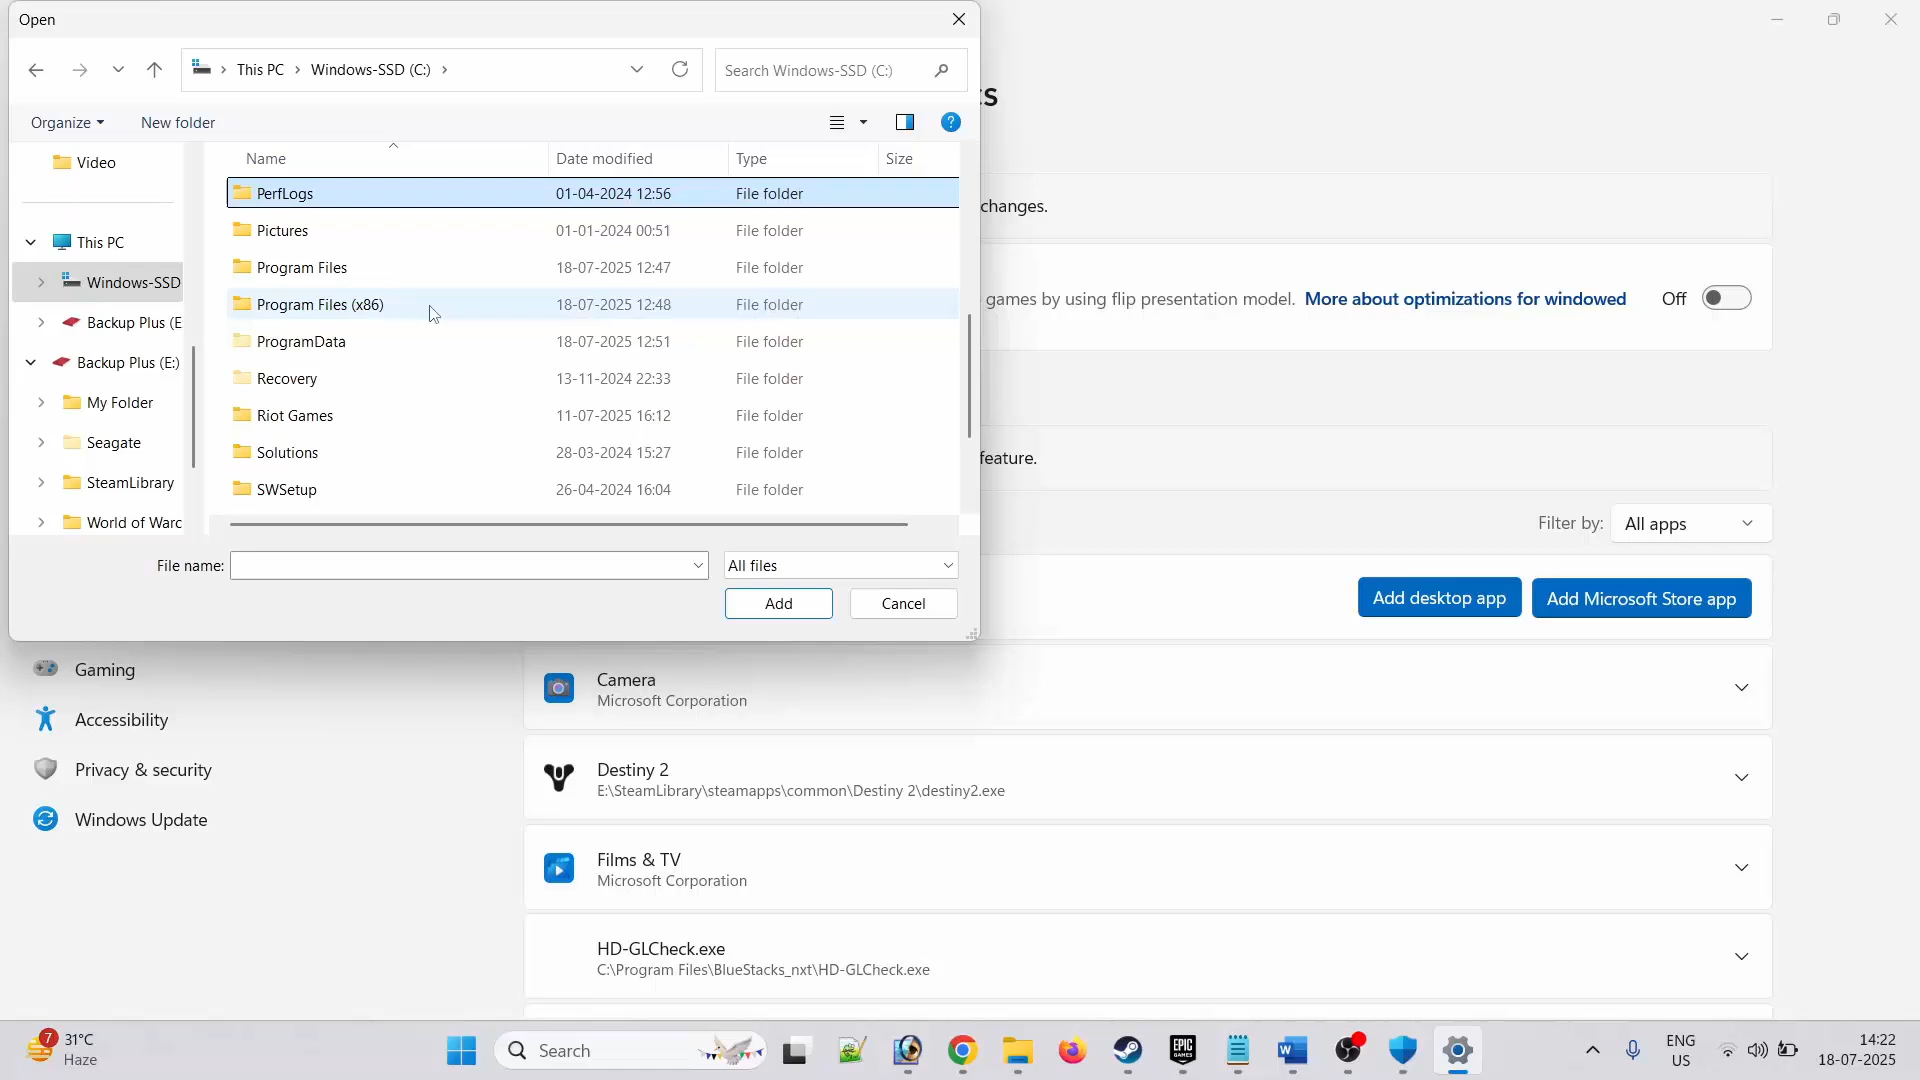 Open
This PC > Windows-SSD (C:) >
Search Windows-SSD (C:)
Organize
New folder
Name
Date modified
Type
Size
Video
This PC
Windows-SSD
Backup Plus (E
Backup Plus (E:)
My Folder
Seagate
SteamLibrary
World of Warc
PerfLogs 01-04-2024 12:56 File folder
Pictures 01-01-2024 00:51 File folder
Program Files 18-07-2025 12:47 File folder
Program Files (x86) 18-07-2025 12:48 File folder
ProgramData 18-07-2025 12:51 File folder
Recovery 13-11-2024 22:33 File folder
Riot Games 11-07-2025 16:12 File folder
Solutions 28-03-2024 15:27 File folder
SWSetup 26-04-2024 16:04 File folder
File name:
All files
Add
Cancel
cs
changes.
games by using flip presentation model. More about optimizations for windowed
Off
feature.
Filter by:
All apps
Add desktop app
Add Microsoft Store app
Gaming
Accessibility
Privacy & security
Windows Update
Camera
Microsoft Corporation
Destiny 2
E:\SteamLibrary\steamapps\common\Destiny 2\destiny2.exe
Films & TV
Microsoft Corporation
HD-GLCheck.exe
C:\Program Files\BlueStacks_nxt\HD-GLCheck.exe
7
31°C
Haze
Search
EPIC
GAMES
W
ENG
US
14:22
18-07-2025